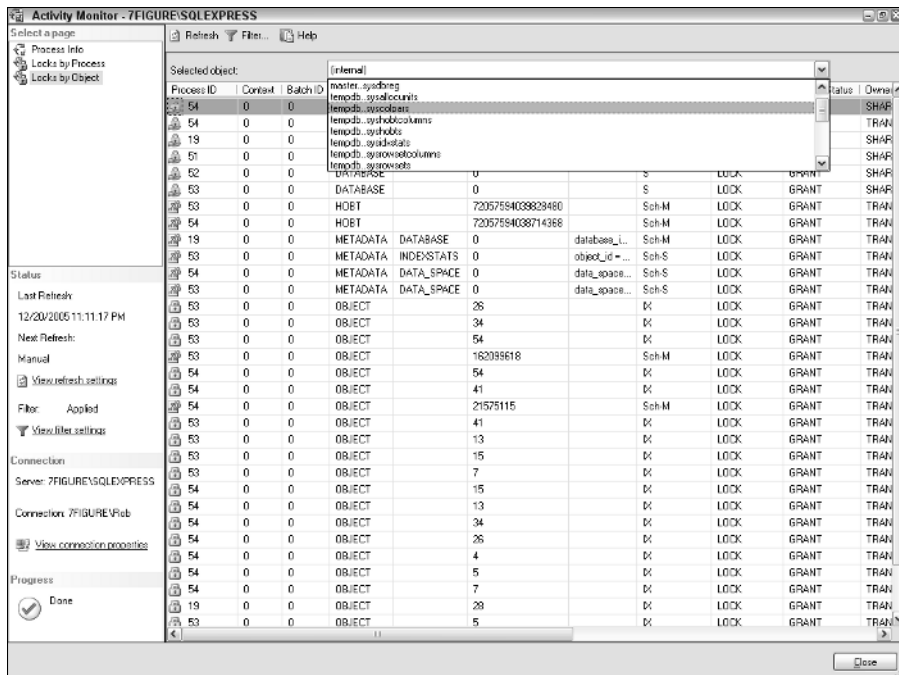 Activity Monitor - 7FIGURE\SQLEXPRESS
Select a page
Process Info
Locks by Process
Locks by Object
Refresh Filter... Help
Selected object: (internal)
master..sysdbreg
tempdb..sysallocunits
tempdb..syscolpars
tempdb..syshobtcolumns
tempdb..syshobts
tempdb..sysidxstats
tempdb..sysrowsetcolumns
tempdb..sysrowsets
Process ID Context Batch ID Status Owner
54 0 0 SHAR
54 0 0 TRAN
19 0 0 SHAR
51 0 0 SHAR
52 0 0 DATABASE 0 S LOCK GRANT SHAR
53 0 0 DATABASE 0 S LOCK GRANT SHAR
53 0 0 HOBT 72057594039828480 Sch-M LOCK GRANT TRAN
54 0 0 HOBT 72057594038714368 Sch-M LOCK GRANT TRAN
19 0 0 METADATA DATABASE 0 database_i... Sch-M LOCK GRANT TRAN
53 0 0 METADATA INDEXSTATS 0 object_id = ... Sch-S LOCK GRANT TRAN
54 0 0 METADATA DATA_SPACE 0 data_space... Sch-S LOCK GRANT TRAN
53 0 0 METADATA DATA_SPACE 0 data_space... Sch-S LOCK GRANT TRAN
53 0 0 OBJECT 26 IX LOCK GRANT TRAN
53 0 0 OBJECT 34 IX LOCK GRANT TRAN
53 0 0 OBJECT 54 IX LOCK GRANT TRAN
53 0 0 OBJECT 162099618 Sch-M LOCK GRANT TRAN
54 0 0 OBJECT 54 IX LOCK GRANT TRAN
54 0 0 OBJECT 41 IX LOCK GRANT TRAN
54 0 0 OBJECT 21575115 Sch-M LOCK GRANT TRAN
53 0 0 OBJECT 41 IX LOCK GRANT TRAN
53 0 0 OBJECT 13 IX LOCK GRANT TRAN
53 0 0 OBJECT 15 IX LOCK GRANT TRAN
53 0 0 OBJECT 7 IX LOCK GRANT TRAN
54 0 0 OBJECT 15 IX LOCK GRANT TRAN
54 0 0 OBJECT 13 IX LOCK GRANT TRAN
54 0 0 OBJECT 34 IX LOCK GRANT TRAN
54 0 0 OBJECT 26 IX LOCK GRANT TRAN
54 0 0 OBJECT 4 IX LOCK GRANT TRAN
54 0 0 OBJECT 5 IX LOCK GRANT TRAN
54 0 0 OBJECT 7 IX LOCK GRANT TRAN
19 0 0 OBJECT 28 IX LOCK GRANT TRAN
53 0 0 OBJECT 5 IX LOCK GRANT TRAN
Status
Last Refresh:
12/20/2005 11:11:17 PM
Next Refresh:
Manual
View refresh settings
Filter: Applied
View filter settings
Connection
Server: 7FIGURE\SQLEXPRESS
Connection: 7FIGURE\Rob
View connection properties
Progress
Done
Close